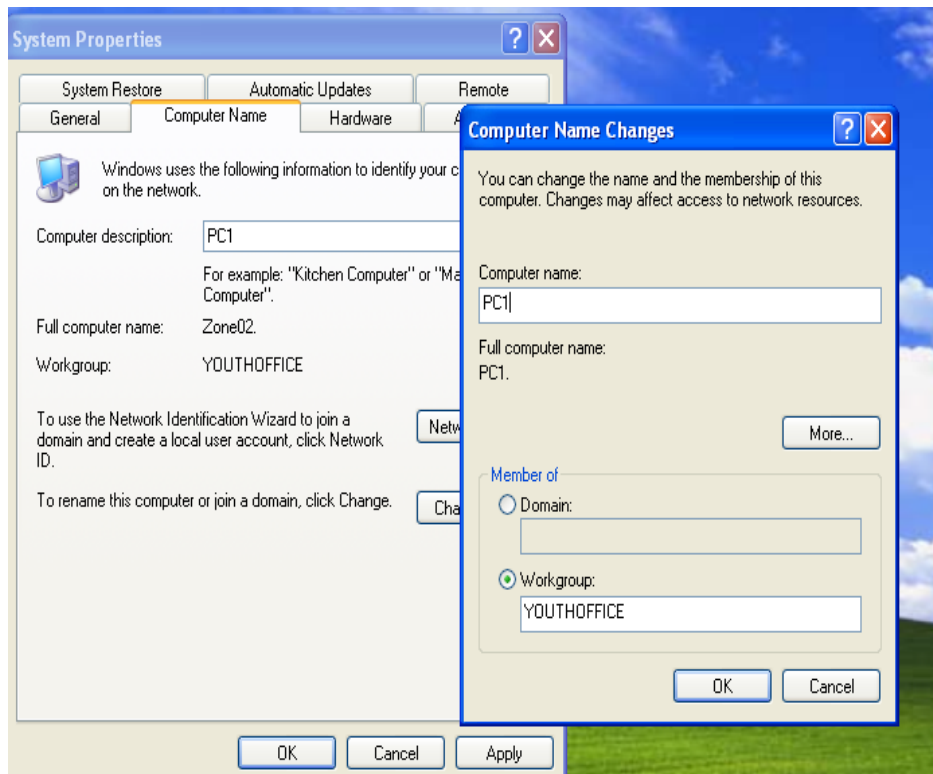 System Properties
System Restore
Automatic Updates
Remote
General
Computer Name
Hardware
Windows uses the following information to identify your c
on the network.
Computer description:
PC1
For example: "Kitchen Computer" or "Ma
Computer".
Full computer name:
Zone02.
Workgroup:
YOUTHOFFICE
To use the Network Identification Wizard to join a
domain and create a local user account, click Network
ID.
Netw
To rename this computer or join a domain, click Change.
Cha
OK
Cancel
Apply
Computer Name Changes
You can change the name and the membership of this
computer. Changes may affect access to network resources.
Computer name:
PC1
Full computer name:
PC1.
More...
Member of
Domain:
Workgroup:
YOUTHOFFICE
OK
Cancel